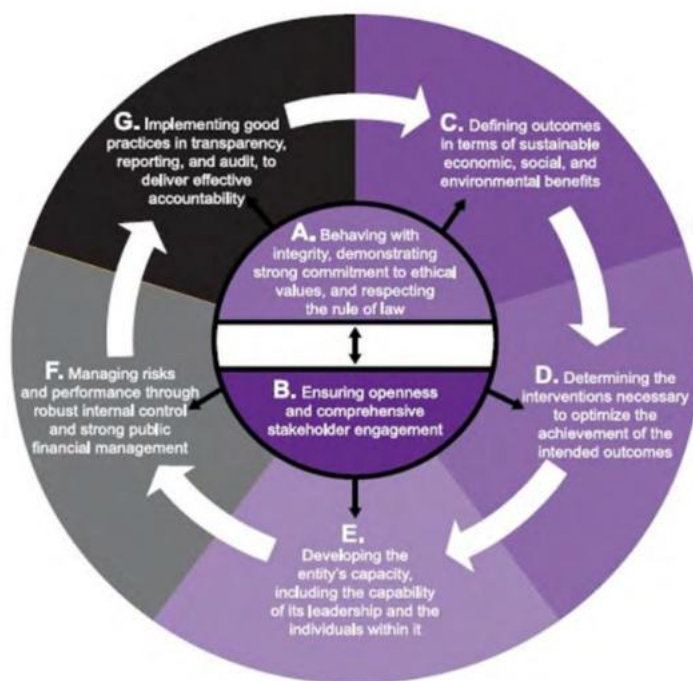 G. Implementing good
practices in transparency,
reporting, and audit, to
deliver effective
accountability
C. Defining outcomes
in terms of sustainable
economic, social, and
environmental benefits
A. Behaving with
integrity, demonstrating
strong commitment to ethical
values, and respecting
the rule of law
B. Ensuring openness
and comprehensive
stakeholder engagement
F. Managing risks
and performance through
robust internal control
and strong public
financial management
D. Determining the
interventions necessary
to optimize the
achievement of the
intended outcomes
E.
Developing the
entity's capacity,
including the capability
of its leadership and the
individuals within it